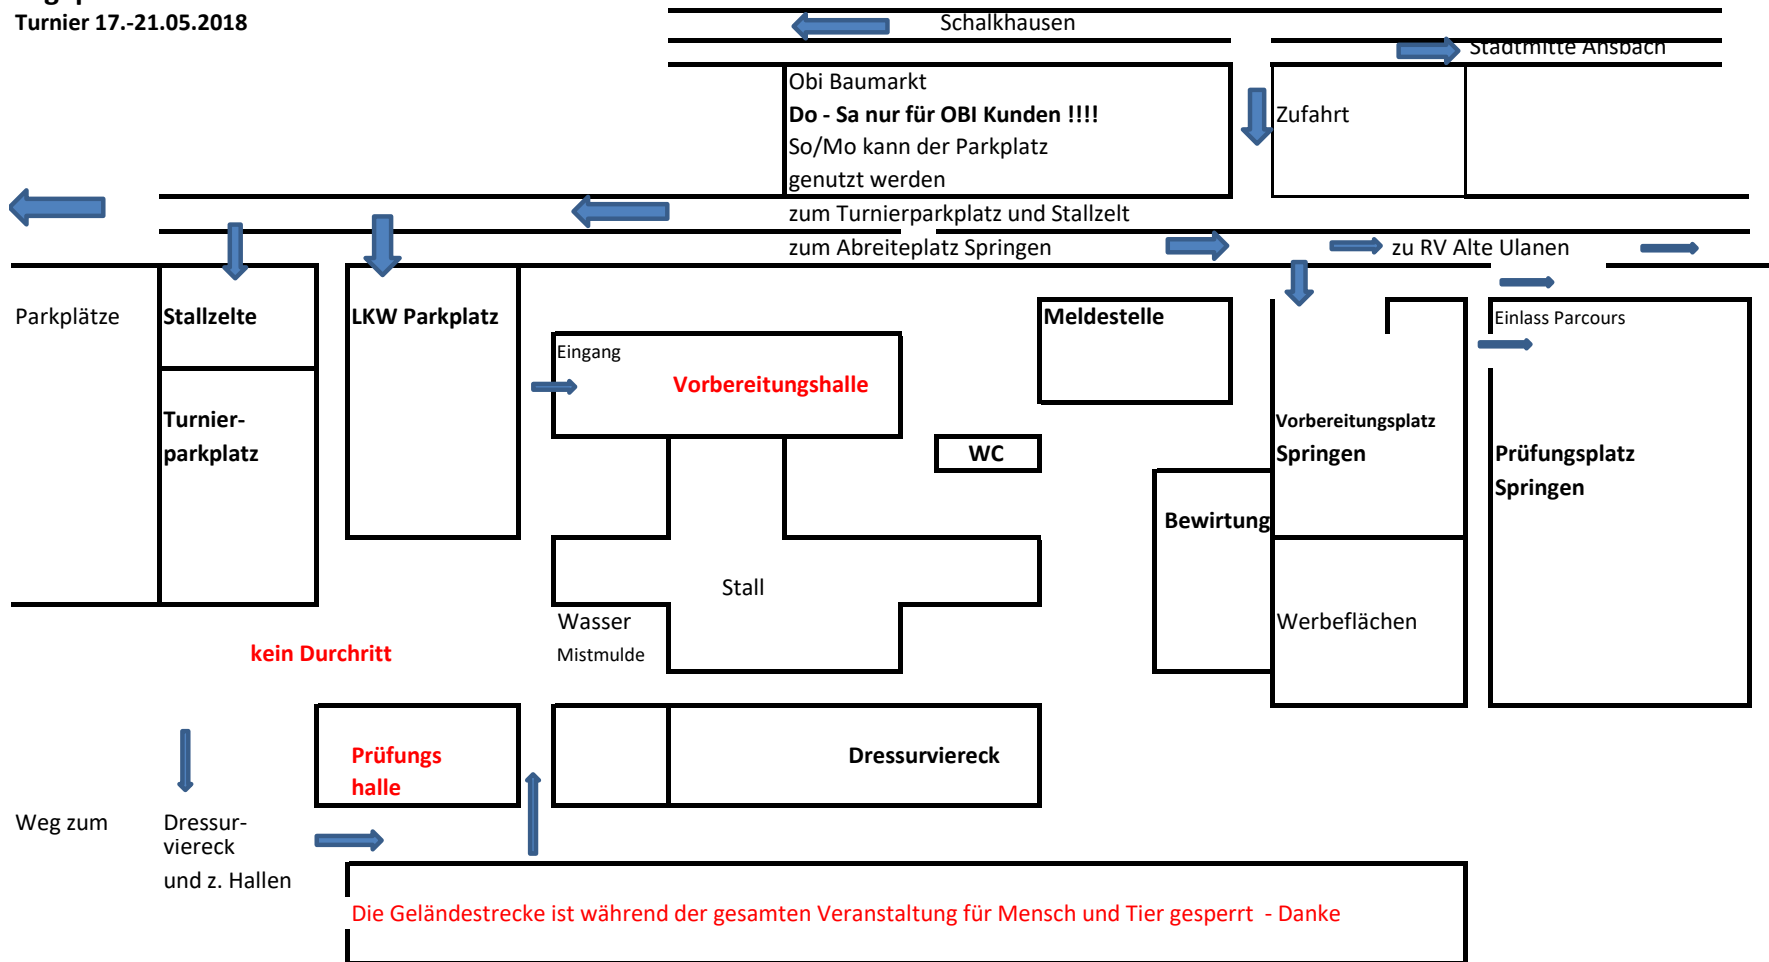 Turnier 17.-21.05.2018
Schalkhausen
Stadtmitte Ansbach
Obi Baumarkt
Do - Sa nur für OBI Kunden !!!!
So/Mo kann der Parkplatz
genutzt werden
Zufahrt
zum Turnierparkplatz und Stallzelt
zum Abreiteplatz Springen
zu RV Alte Ulanen
Parkplätze
Stallzelte
LKW Parkplatz
Meldestelle
Einlass Parcours
Eingang
Vorbereitungshalle
Turnier-
parkplatz
WC
Vorbereitungsplatz
Springen
Prüfungsplatz
Springen
Bewirtung
Stall
Wasser
Mistmulde
Werbeflächen
kein Durchritt
Prüfungs
halle
Dressurviereck
Weg zum
Dressur-
viereck
und z. Hallen
Die Geländestrecke ist während der gesamten Veranstaltung für Mensch und Tier gesperrt  - Danke